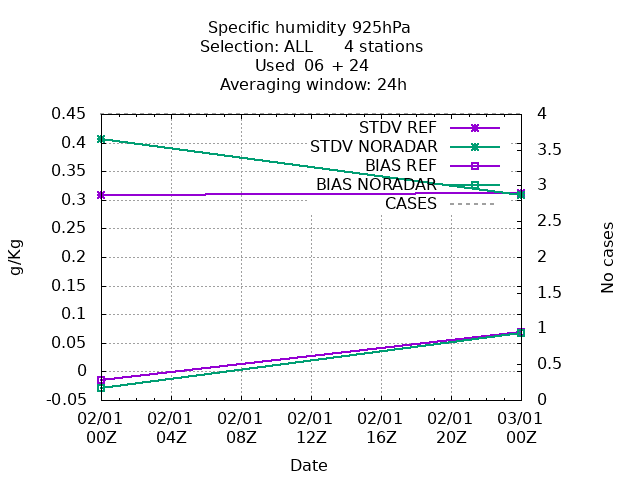 Specific humidity 925hPa
Selection: ALL      4 stations
Used  06 + 24
Averaging window: 24h
0.45
0.4
0.35
0.3
0.25
0.2
0.15
0.1
0.05
0
-0.05
g/Kg
STDV REF
STDV NORADAR
BIAS REF
BIAS NORADAR
CASES
4
3.5
3
2.5
2
1.5
1
0.5
0
No cases
02/01 02/01 02/01 02/01 02/01 02/01 03/01
00Z 04Z 08Z 12Z 16Z 20Z 00Z
Date